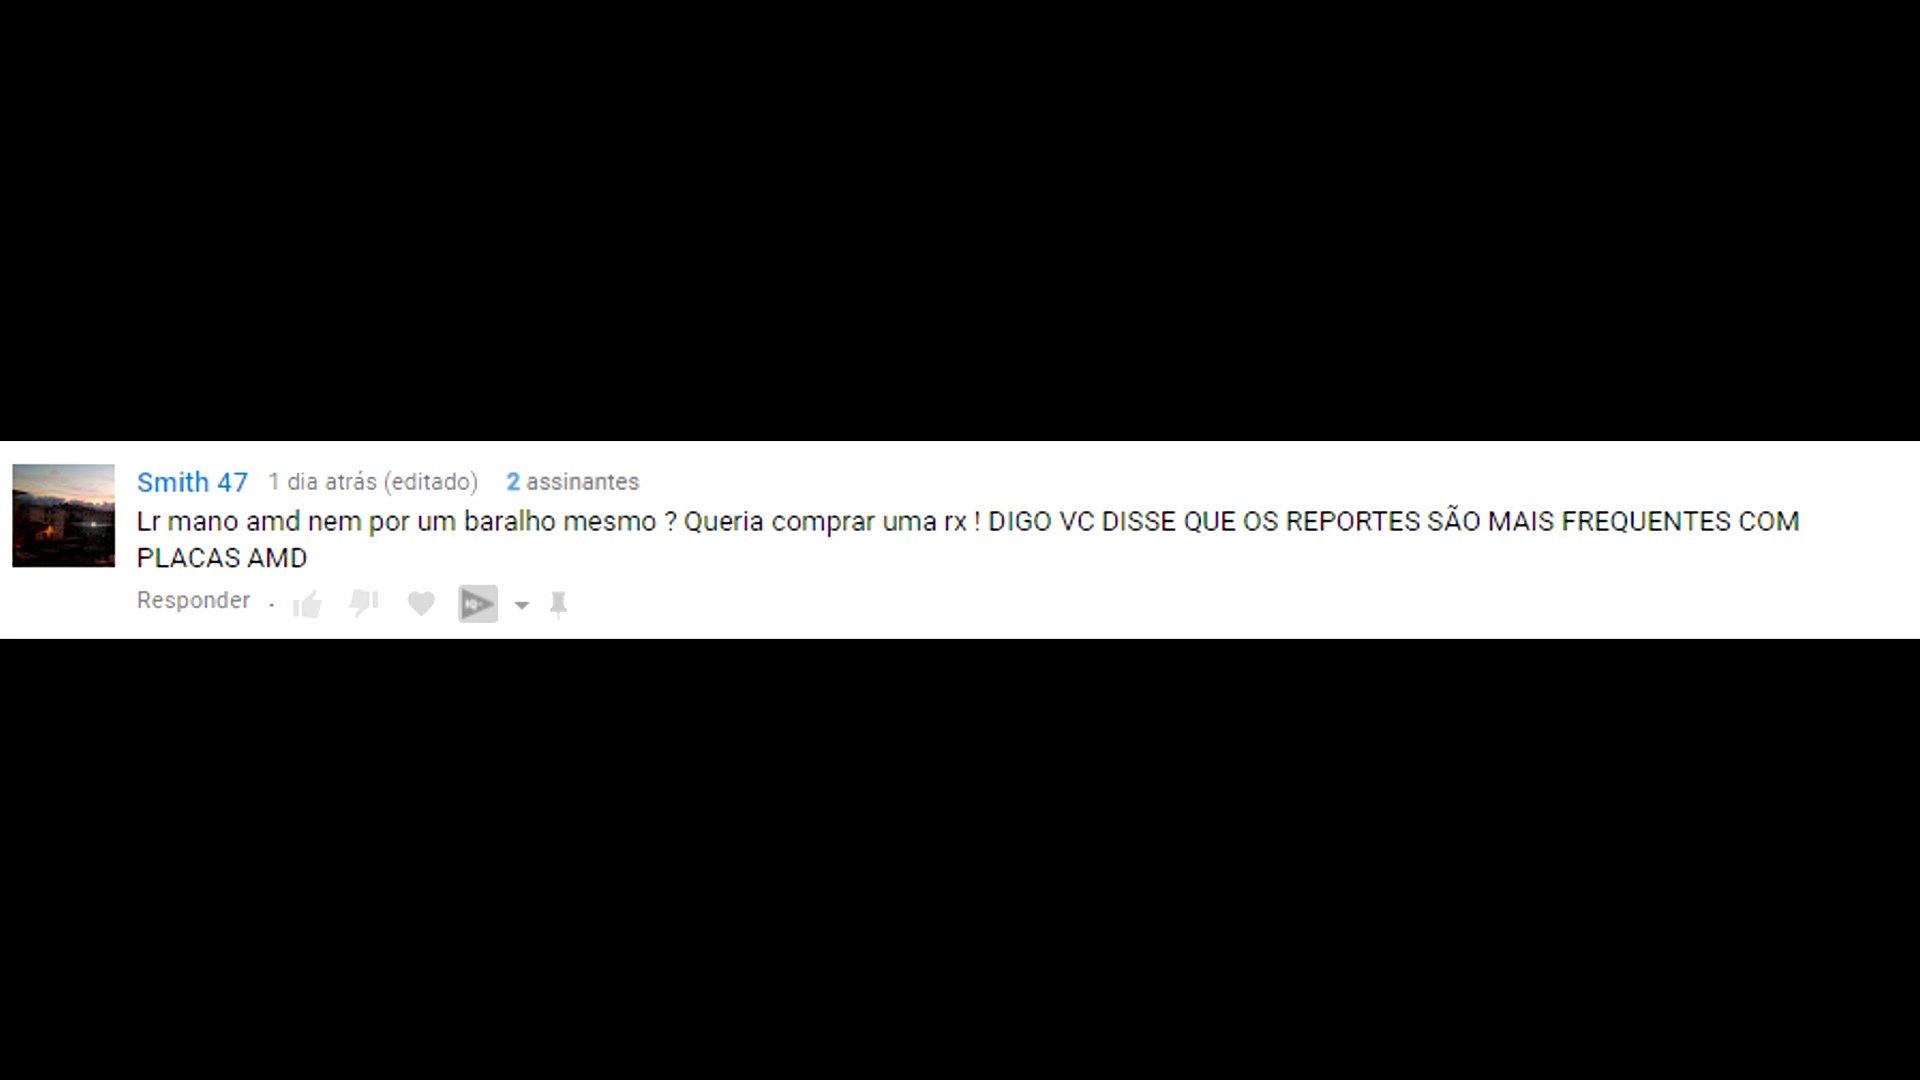 Smith 47 1 dia atrás (editado) 2 assinantes
Lr mano amd nem por um baralho mesmo ? Queria comprar uma rx ! DIGO VC DISSE QUE OS REPORTES SÃO MAIS FREQUENTES COM
PLACAS AMD
Responder .